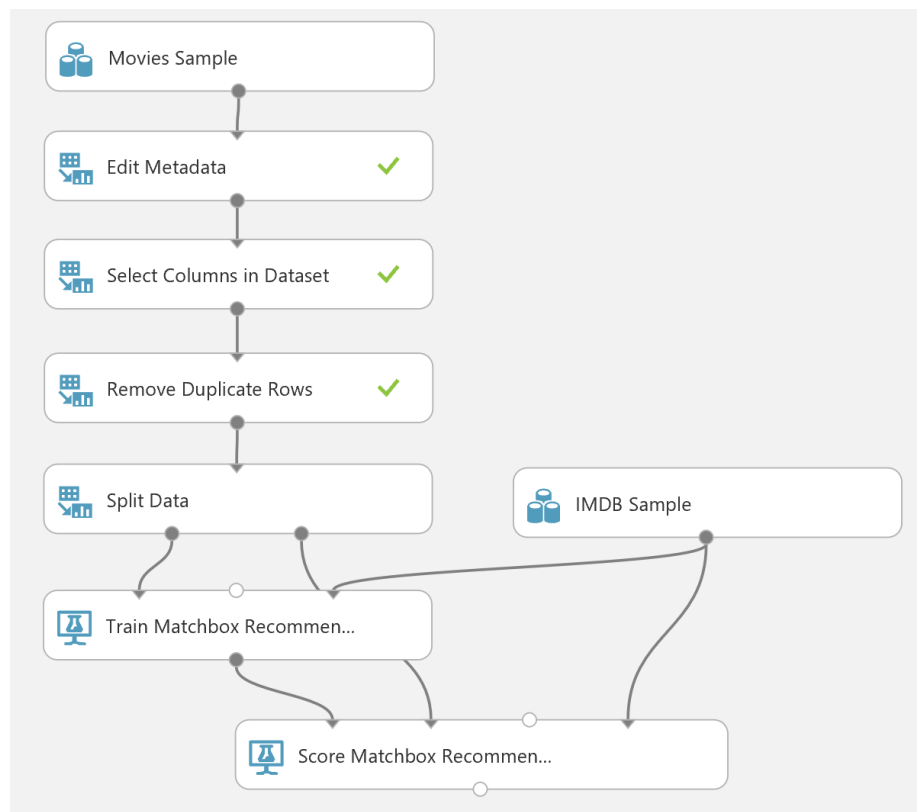 Movies Sample
Edit Metadata
Select Columns in Dataset
Remove Duplicate Rows
Split Data
IMDB Sample
Train Matchbox Recommen...
Score Matchbox Recommen...